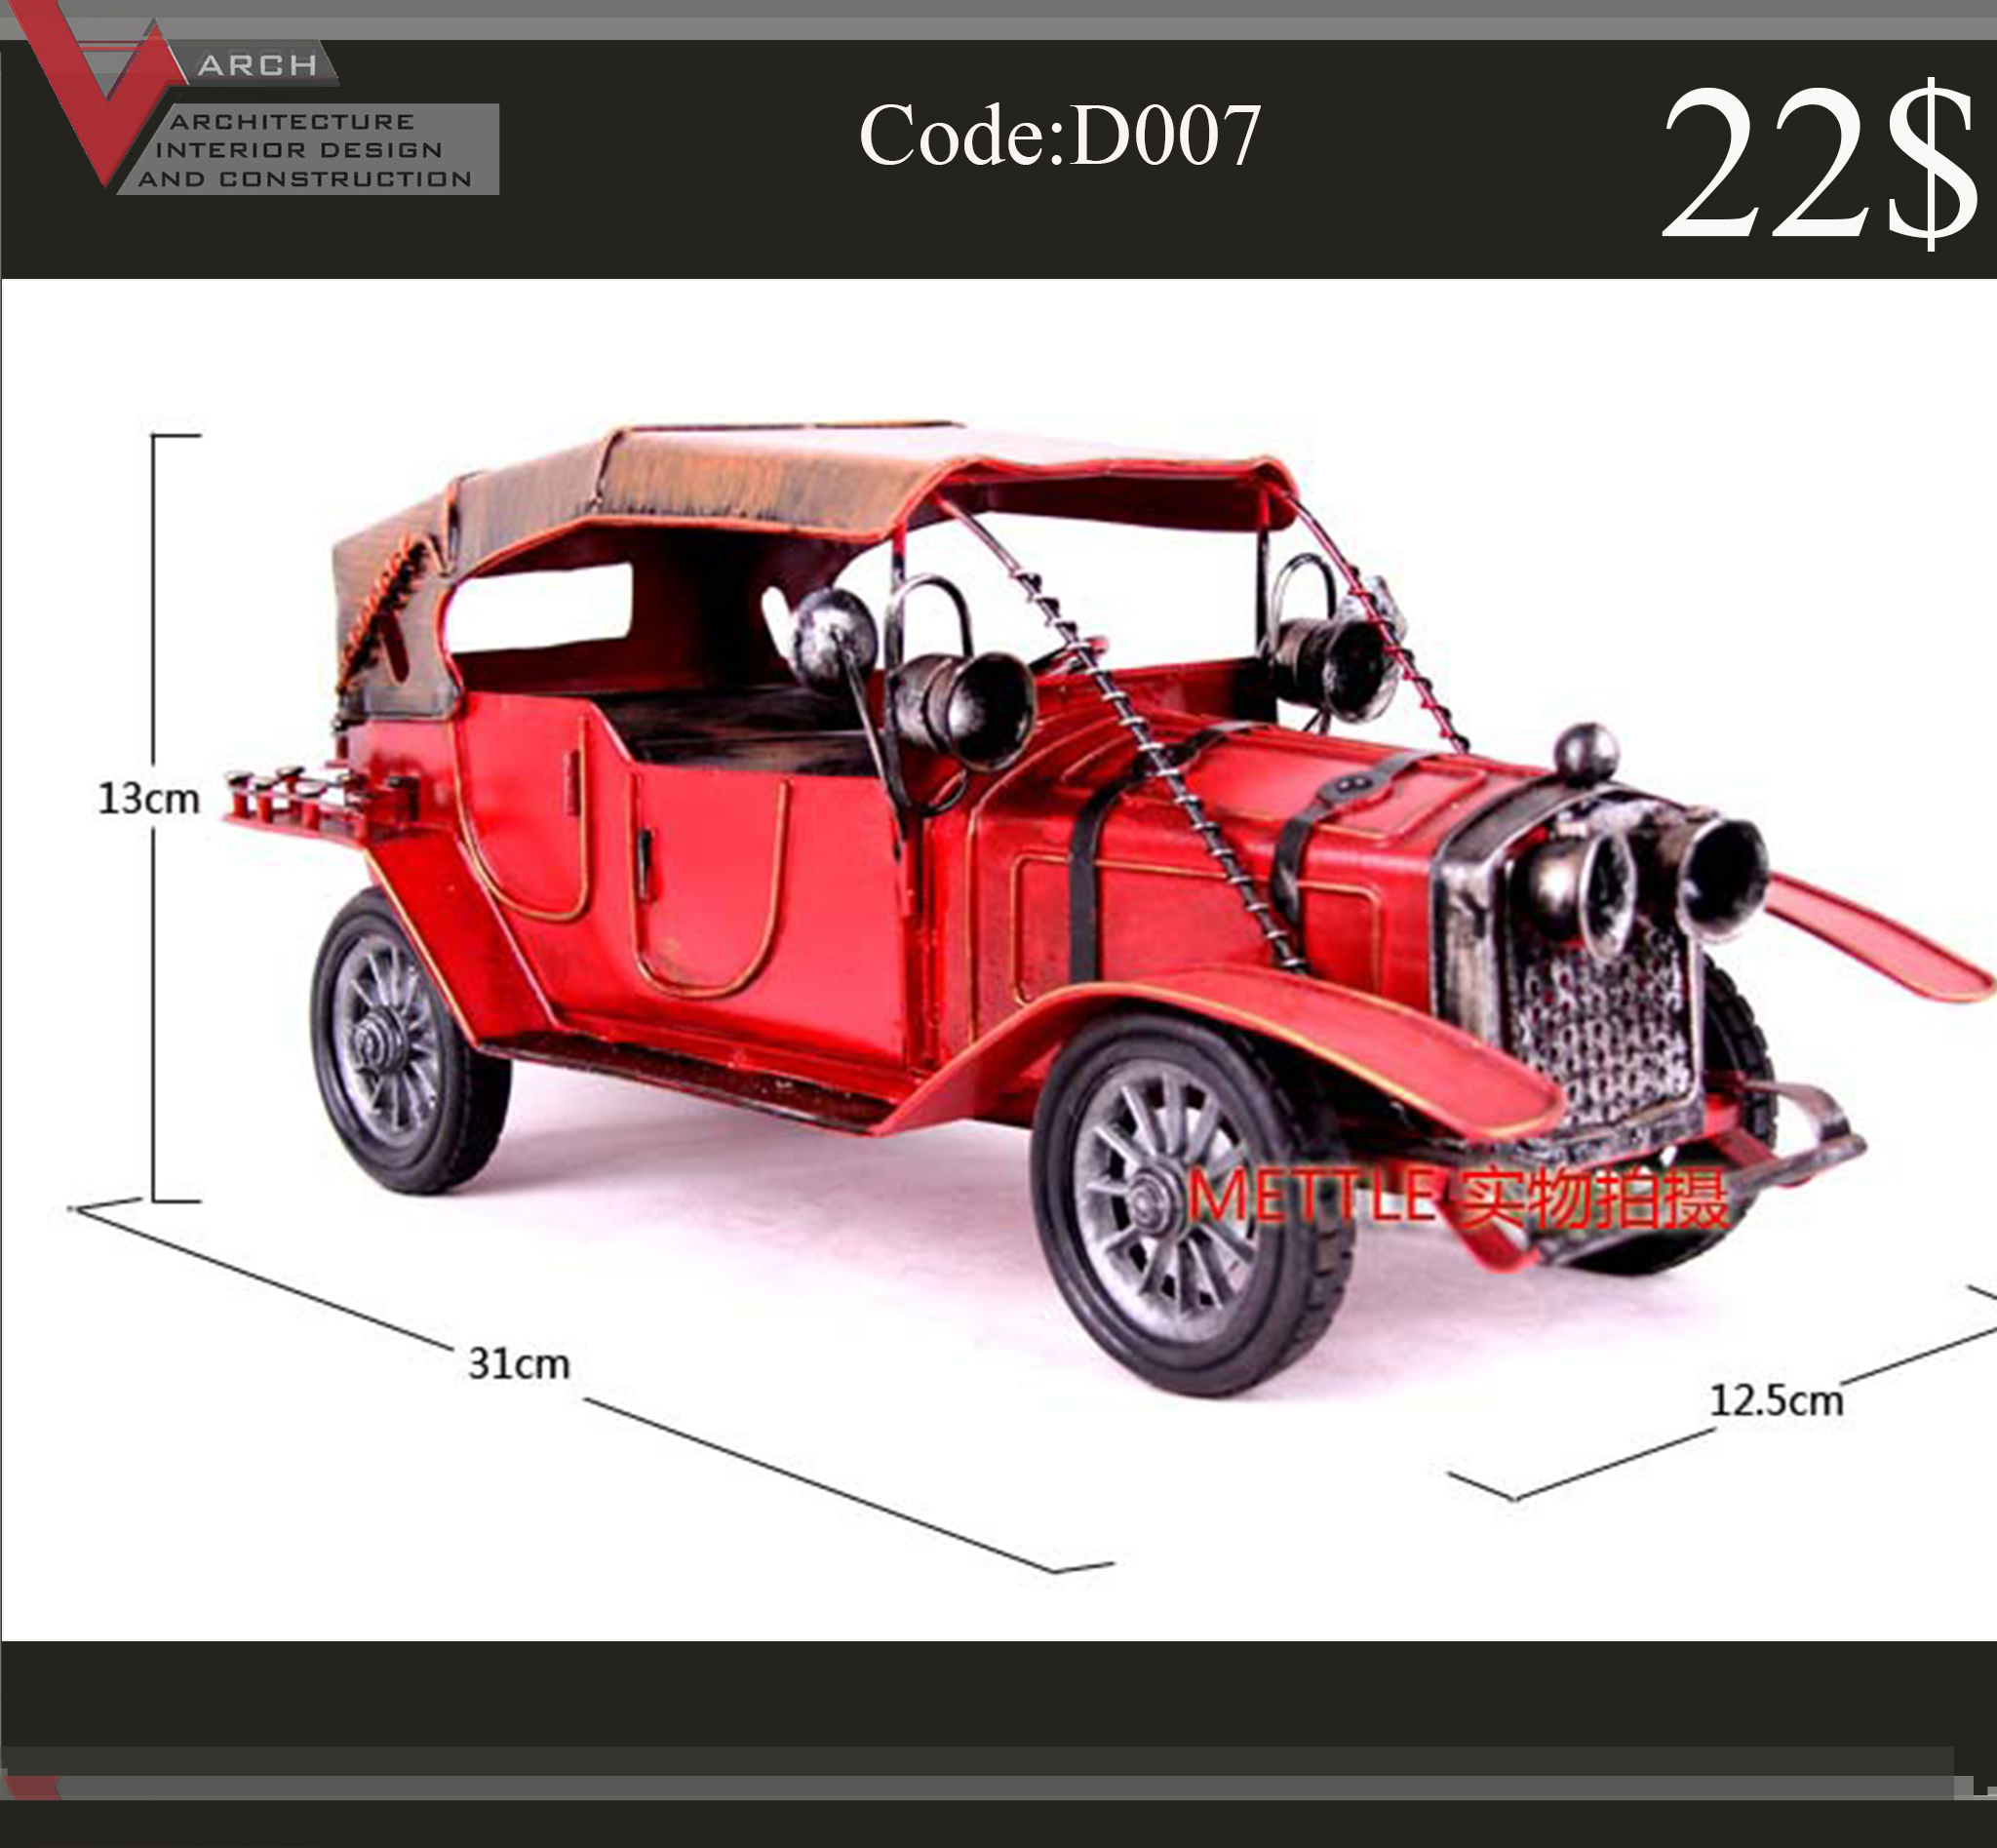 ARCH
ARCHITECTURE
INTERIOR DESIGN
AND CONSTRUCTION
Code:D007
22$
13cm
METTLE 实物拍摄
31cm
12.5cm